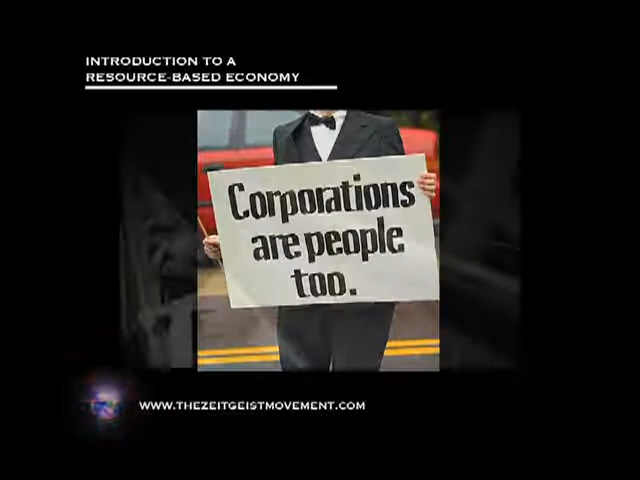 INTRODUCTION TO A
RESOURCE-BASED ECONOMY
Corporations
are people
too.
WWW.THEZEITGEISTMOVEMENT.COM